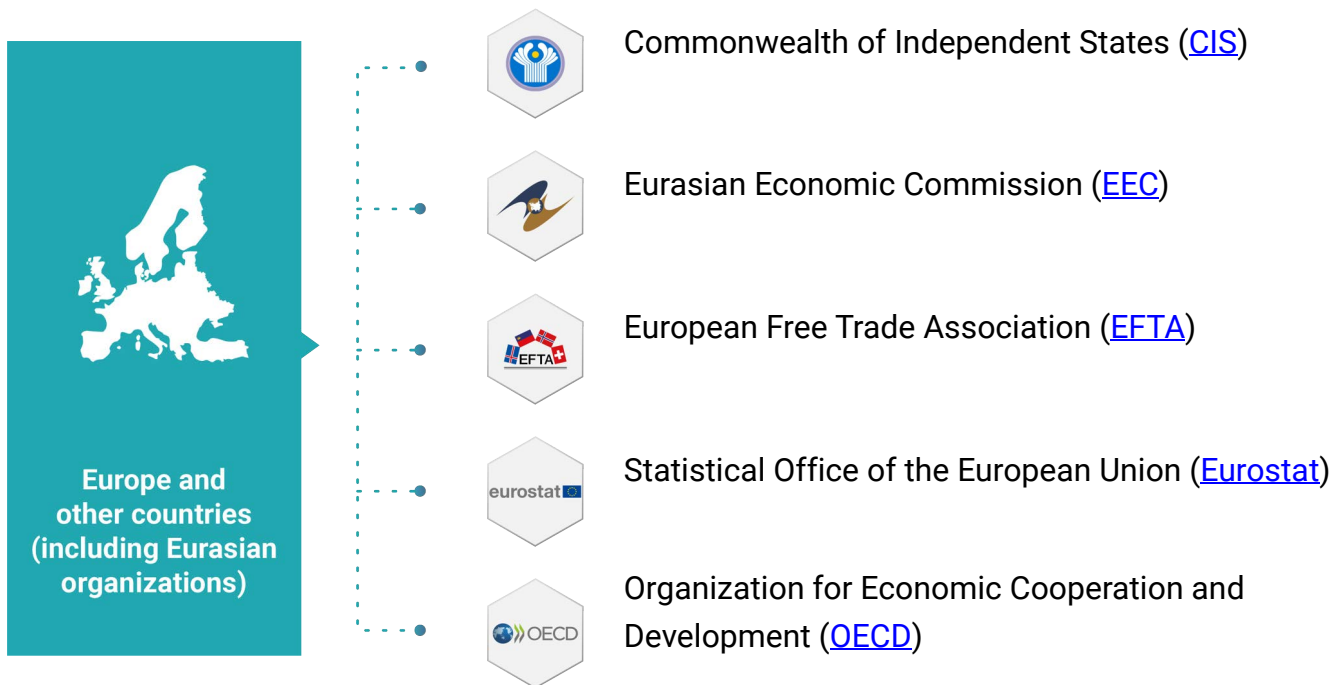 Europe and
other countries
(including Eurasian
organizations)
Commonwealth of Independent States (CIS)
Eurasian Economic Commission (EEC)
EFTA
European Free Trade Association (EFTA)
eurostat
Statistical Office of the European Union (Eurostat)
OECD
Organization for Economic Cooperation and
Development (OECD)